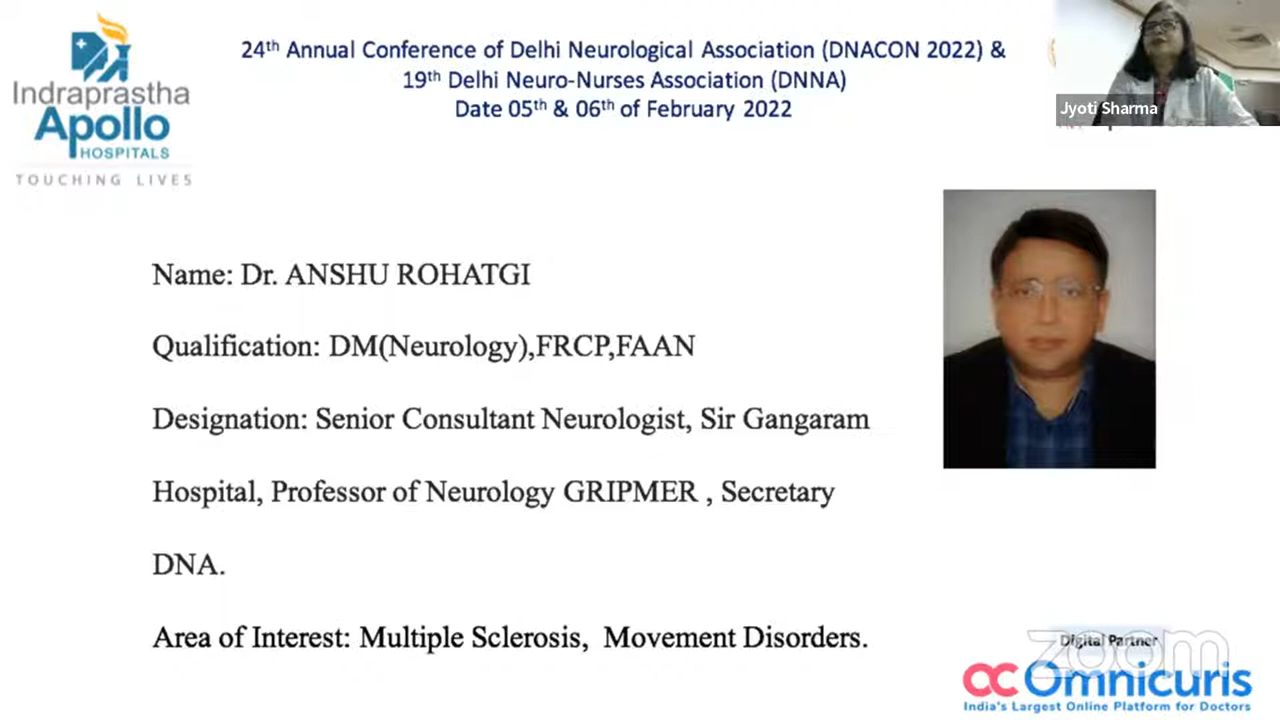 24th Annual Conference of Delhi Neurological Association (DNACON 2022) &
19th Delhi Neuro-Nurses Association (DNNA)
Date 05th & 06th of February 2022
Indraprastha
Apollo
HOSPITALS
TOUCHING LIVES
Jyoti Sharma
Name: Dr. ANSHU ROHATGI
Qualification: DM(Neurology),FRCP,FAAN
Designation: Senior Consultant Neurologist, Sir Gangaram
Hospital, Professor of Neurology GRIPMER , Secretary
DNA.
Area of Interest: Multiple Sclerosis, Movement Disorders.
Digital Partner
zoom
Omnicuris
India's Largest Online Platform for Doctors